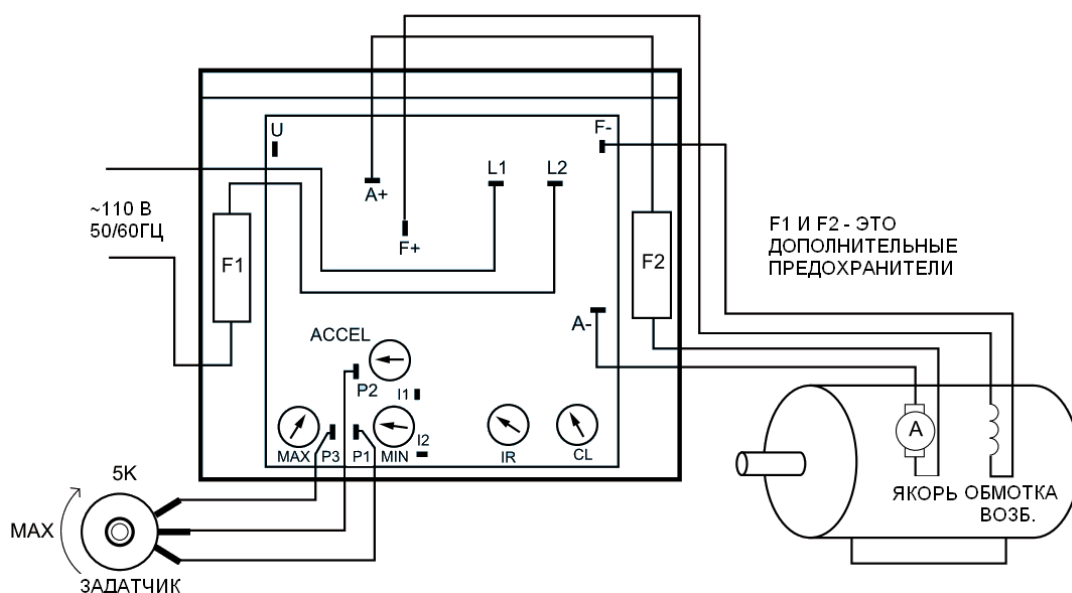 U
F-
L1
L2
A+
~110 В
50/60ГЦ
F+
F1
F2
F1 И F2 - ЭТО
ДОПОЛНИТЕЛЬНЫЕ
ПРЕДОХРАНИТЕЛИ
A-
ACCEL
P2
I1
I2
MAX
P3
P1
MIN
IR
CL
A
5K
MAX
ЗАДАТЧИК
ЯКОРЬ
ОБМОТКА
ВОЗБ.